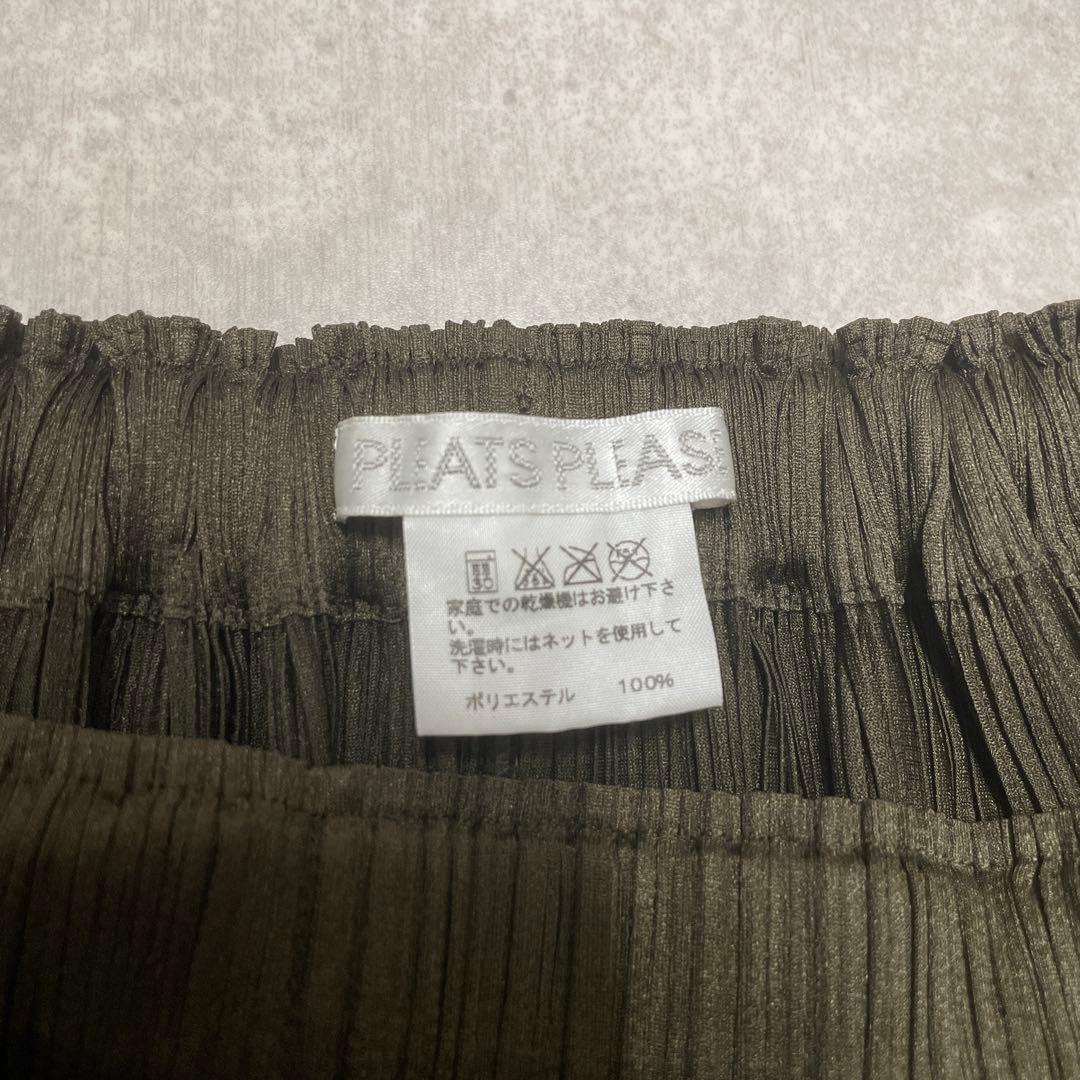 PLEATS PLEASE
家庭での乾燥機はお避け下さ
い。
洗濯時にはネットを使用して
下さい。
ポリエステル 100%